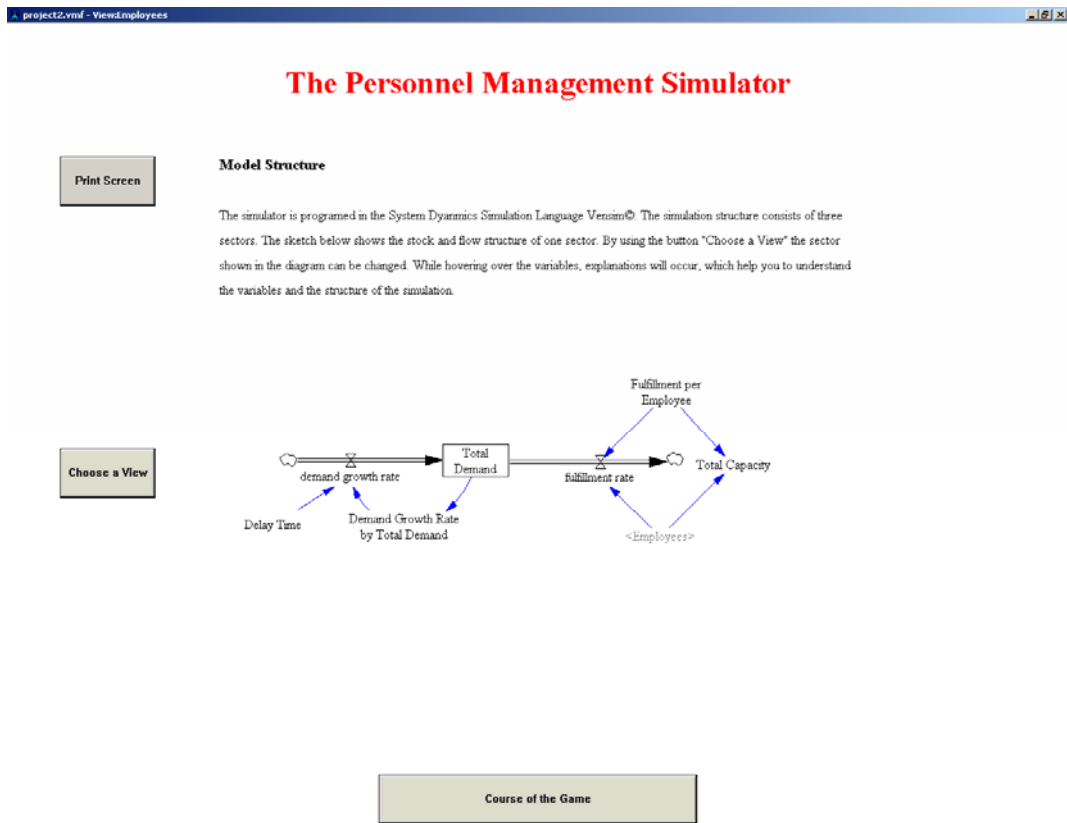 project2.vmf - View:Employees
The Personnel Management Simulator
Print Screen
Model Structure
The simulator is programed in the System Dyanmics Simulation Language Vensim©. The simulation structure consists of three
sectors. The sketch below shows the stock and flow structure of one sector. By using the button "Choose a View" the sector
shown in the diagram can be changed. While hovering over the variables, explanations will occur, which help you to understand
the variables and the structure of the simulation.
Fulfillment per
Employee
Choose a View
Total
Demand
demand growth rate
fulfillment rate
Total Capacity
Delay Time
Demand Growth Rate
by Total Demand
<Employees>
Course of the Game